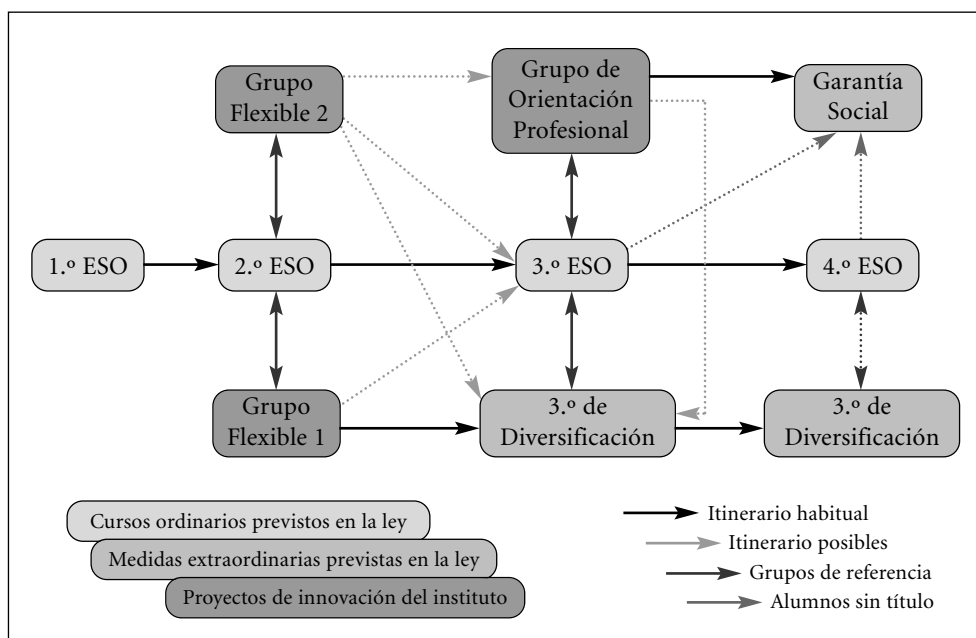 Grupo
Flexible 2
Grupo de
Orientación
Profesional
Garantía
Social
1.º ESO
2.º ESO
3.º ESO
4.º ESO
Grupo
Flexible 1
3.º de
Diversificación
3.º de
Diversificación
Cursos ordinarios previstos en la ley
Medidas extraordinarias previstas en la ley
Proyectos de innovación del instituto
Itinerario habitual
Itinerario posibles
Grupos de referencia
Alumnos sin título